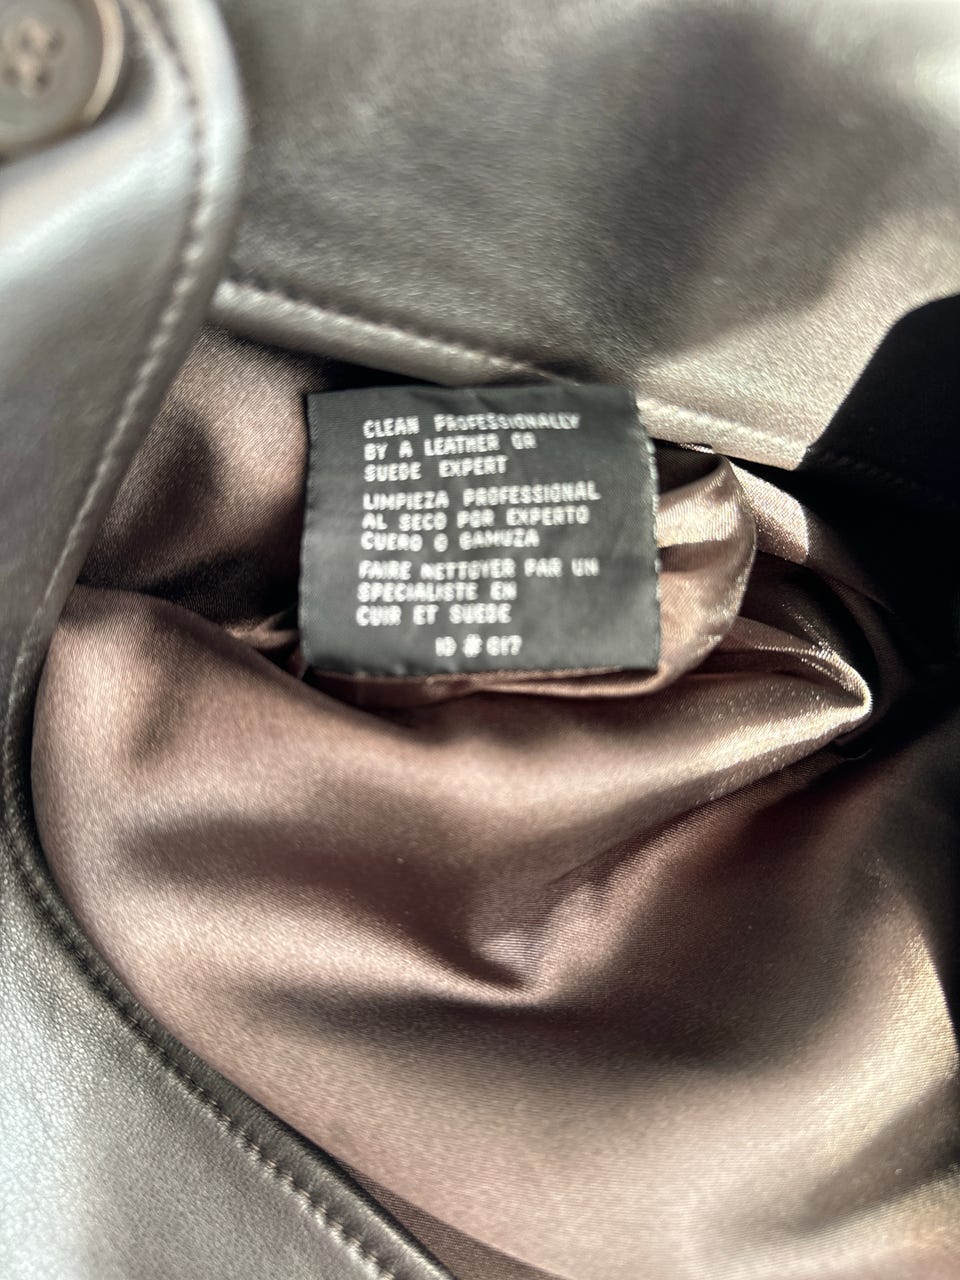 CLEAN PROFESSIONALLY
BY A LEATHER OR
SUEDE EXPERT
LIMPIEZA PROFESSIONAL
AL SECO POR EXPERTO
CUERO O GAMUZA
FAIRE NETTOYER PAR UN
SPECIALISTE EN
CUIR ET SUEDE
ID # 617